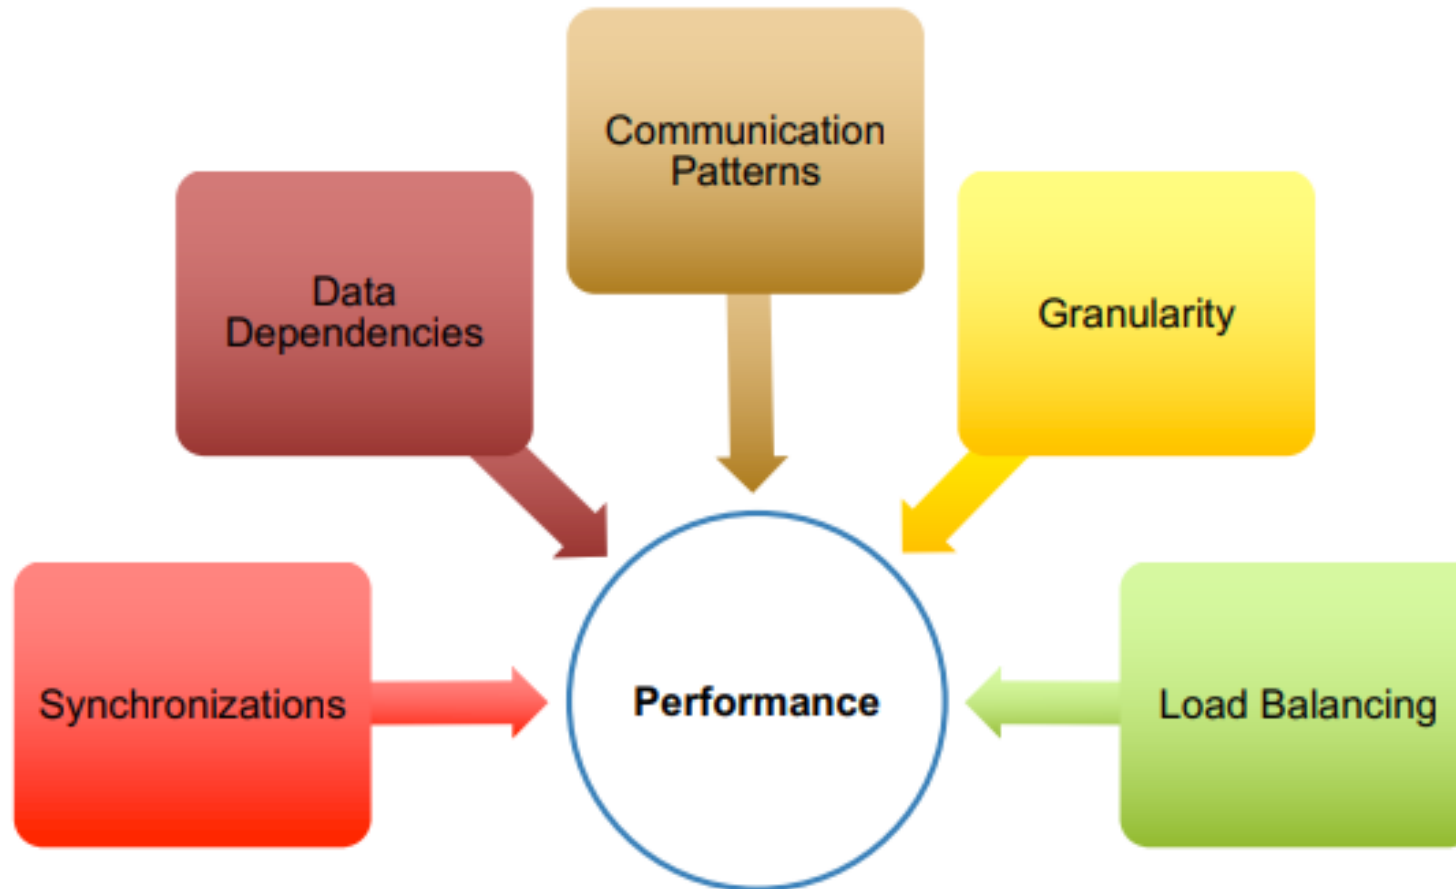 Communication
Patterns
Data
Dependencies
Granularity
Synchronizations
Performance
Load Balancing